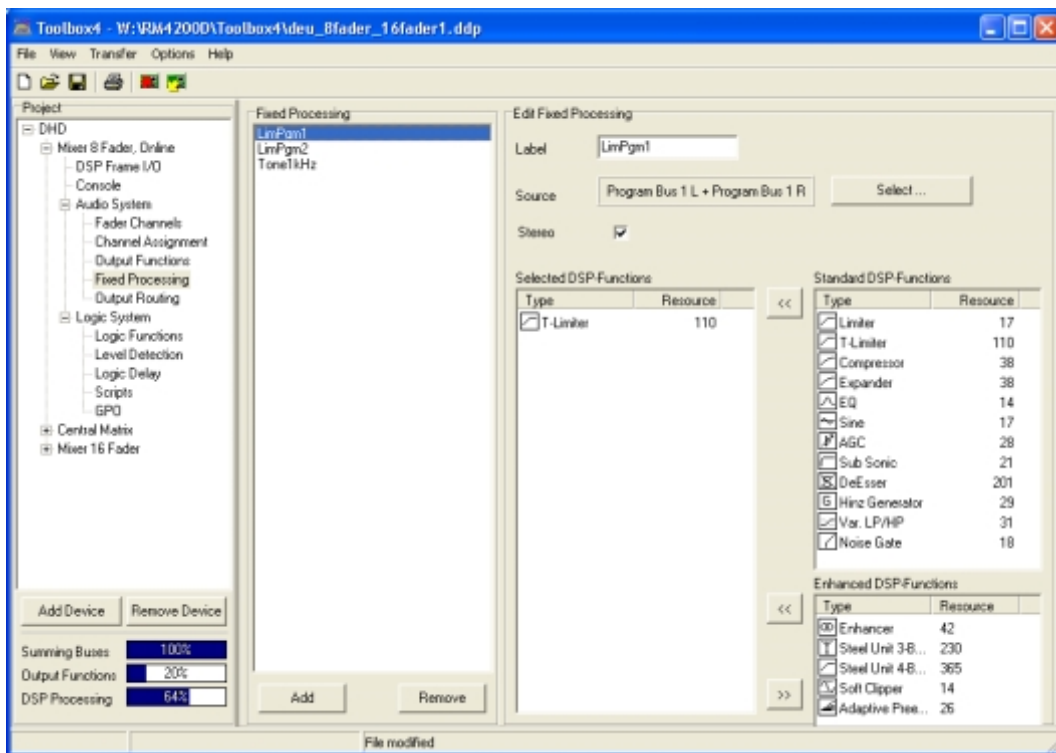 Toolbox4 - W:\RM4200D\Toolbox4\deu_8fader_16fader1.ddp
File View Transfer Options Help
Project
DHD
Mixer 8 Fader, Online
DSP Frame I/O
Console
Audio System
Fader Channels
Channel Assignment
Output Functions
Fixed Processing
Output Routing
Logic System
Logic Functions
Level Detection
Logic Delay
Scripts
GPO
Central Matrix
Mixer 16 Fader
Add Device Remove Device
Summing Buses 100%
Output Functions 20%
DSP Processing 64%
Fixed Processing
LimPgm1
LimPgm2
Tone1kHz
Add Remove
Edit Fixed Processing
Label LimPgm1
Source Program Bus 1 L + Program Bus 1 R Select ...
Stereo
Selected DSP-Functions
Type Resource
T-Limiter 110
<<
<<
>>
Standard DSP-Functions
Type Resource
Limiter 17
T-Limiter 110
Compressor 38
Expander 38
EQ 14
Sine 17
AGC 28
Sub Sonic 21
DeEsser 201
Hinz Generator 29
Var. LP/HP 31
Noise Gate 18
Enhanced DSP-Functions
Type Resource
Enhancer 42
Steel Unit 3-B... 230
Steel Unit 4-B... 365
Soft Clipper 14
Adaptive Pree... 26
File modified